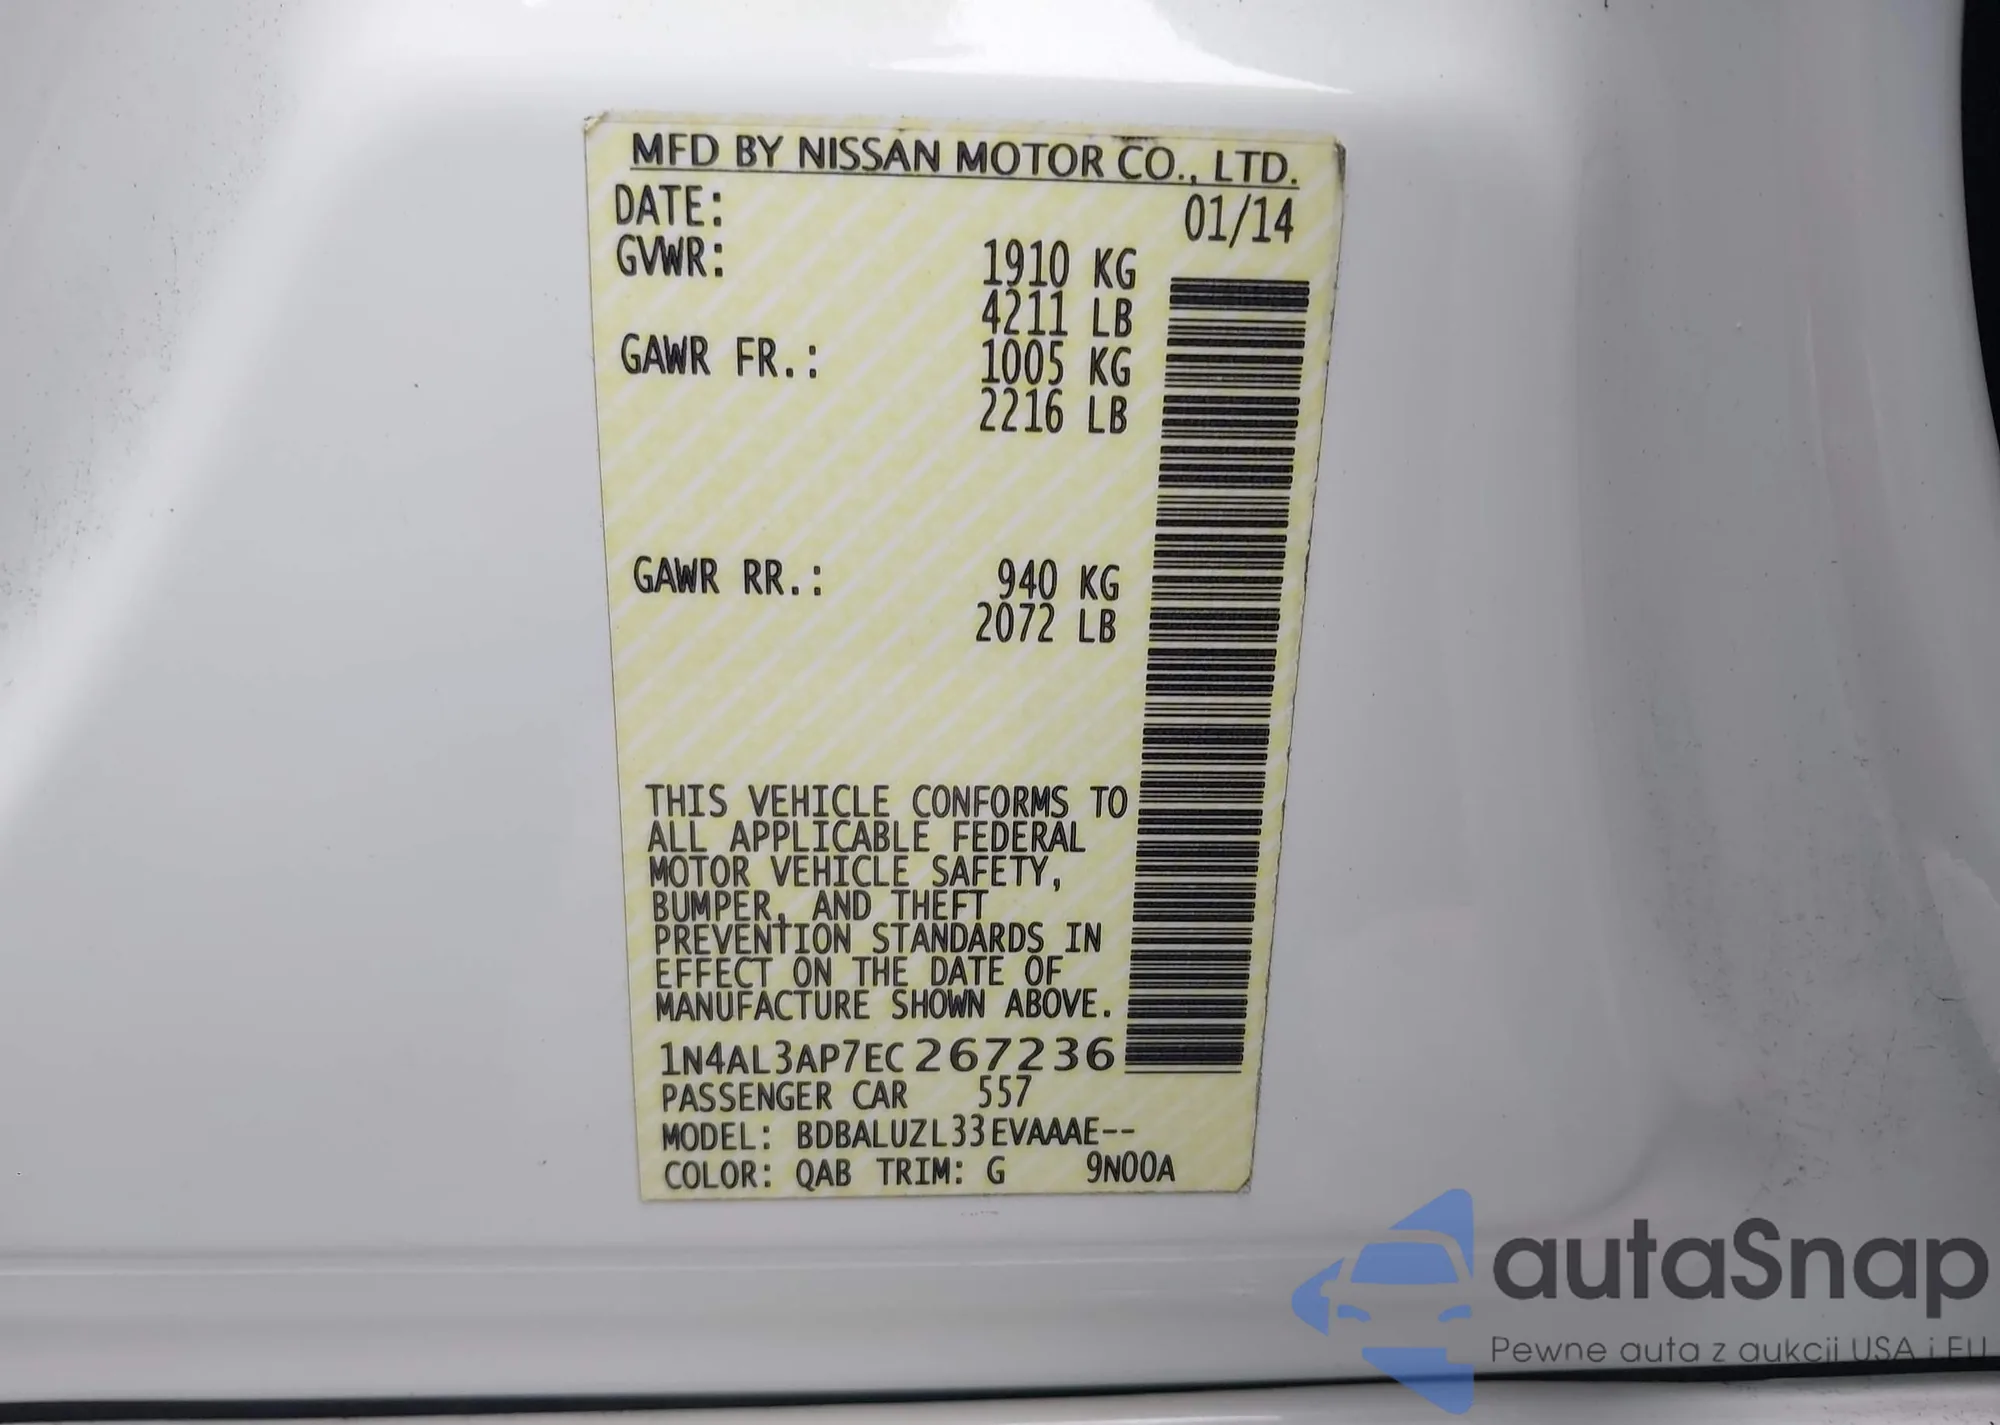 MFD BY NISSAN MOTOR CO., LTD.
DATE: 01/14
GVWR: 1910 KG
4211 LB
GAWR FR.: 1005 KG
2216 LB
GAWR RR.: 940 KG
2072 LB
THIS VEHICLE CONFORMS TO
ALL APPLICABLE FEDERAL
MOTOR VEHICLE SAFETY,
BUMPER, AND THEFT
PREVENTION STANDARDS IN
EFFECT ON THE DATE OF
MANUFACTURE SHOWN ABOVE.
1N4AL3AP7EC267236
PASSENGER CAR 557
MODEL: BDBALUZL33EVAAAE--
COLOR: QAB TRIM: G 9N00A
autaSnap
Pewne auta z aukcji USA i EU